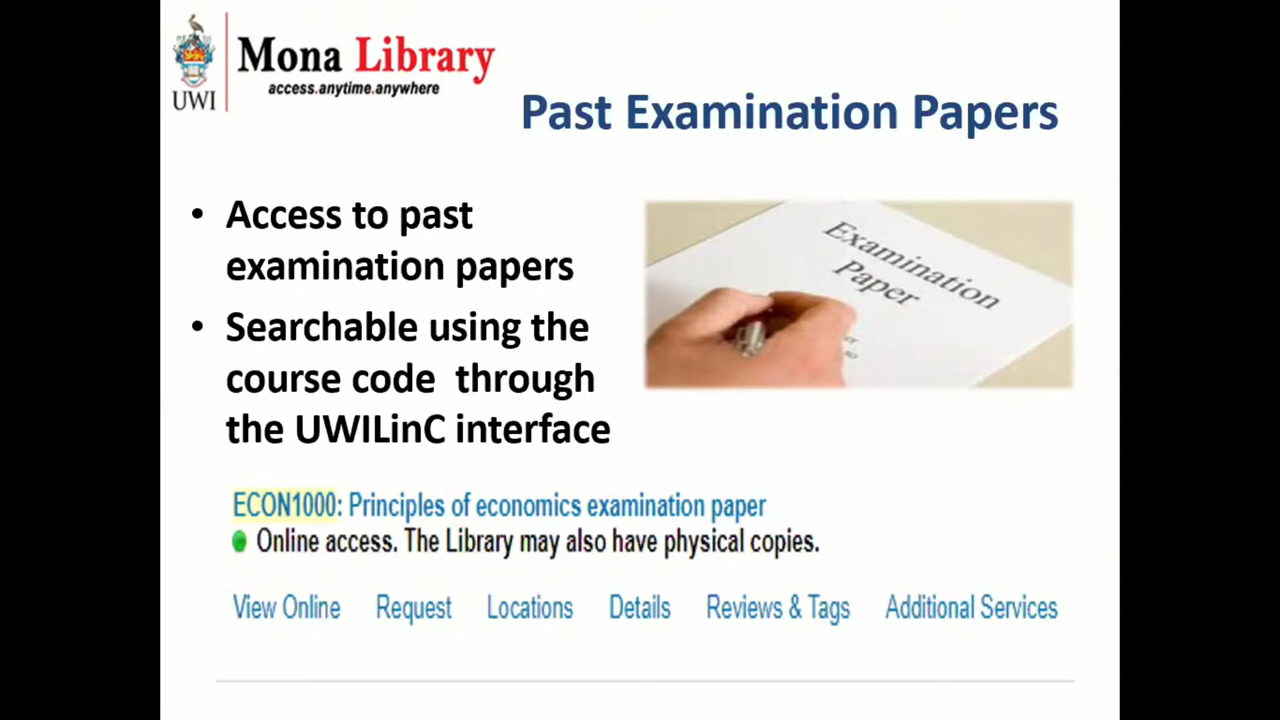 UWI
Mona Library
access.anytime.anywhere
Past Examination Papers
• Access to past
examination papers
• Searchable using the
course code through
the UWILinC interface
Examination
Paper
ECON1000: Principles of economics examination paper
Online access. The Library may also have physical copies.
View Online Request Locations Details Reviews & Tags Additional Services